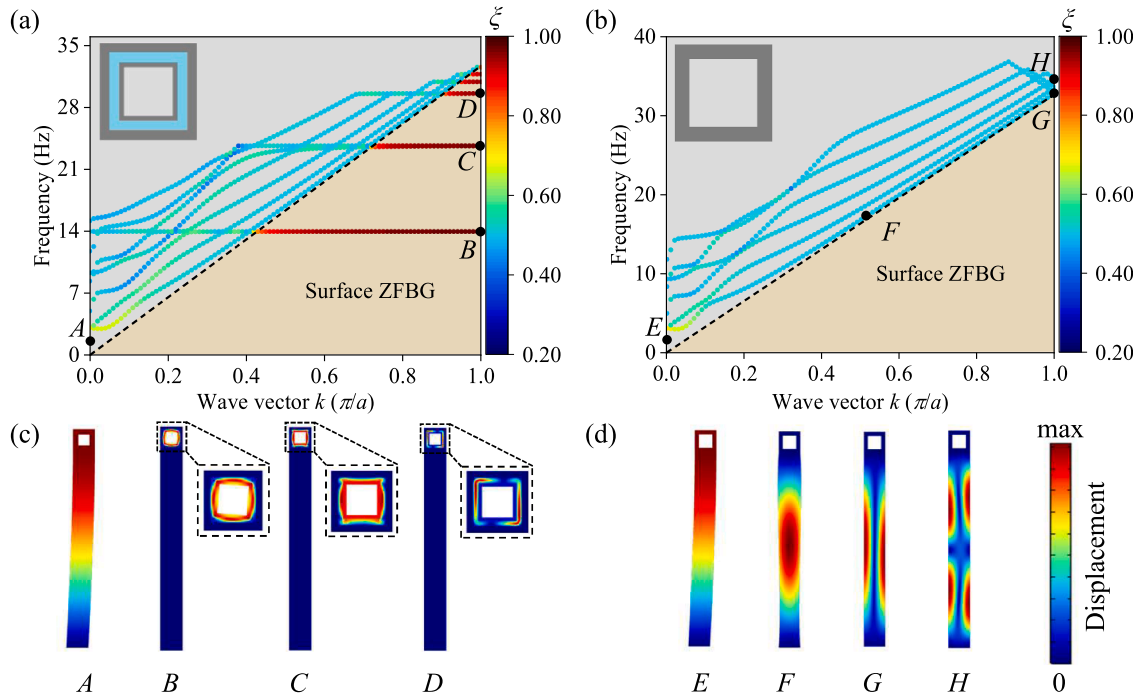 (a)
ξ
36
28
21
14
7
0
Frequency (Hz)
0.0 0.2 0.4 0.6 0.8 1.0
Wave vector k (π/a)
A
B
C
D
Surface ZFBG
1.00
0.80
0.60
0.40
0.20
(b)
ξ
40
30
20
10
0
Frequency (Hz)
0.0 0.2 0.4 0.6 0.8 1.0
Wave vector k (π/a)
E
F
G
H
Surface ZFBG
1.00
0.80
0.60
0.40
0.20
(c)
A B C D
(d)
E F G H
max
Displacement
0